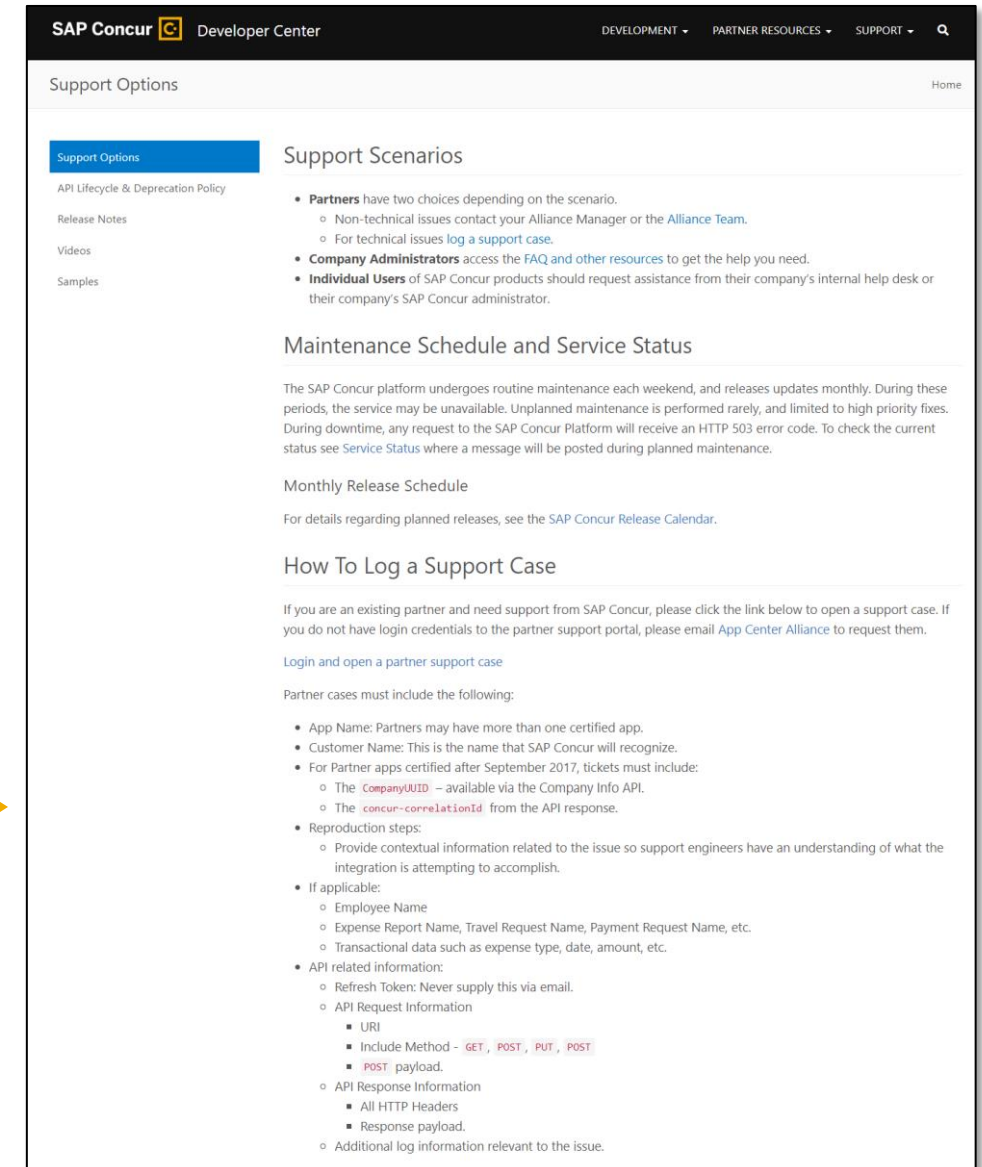 SAP Concur C. Developer Center
DEVELOPMENT PARTNER RESOURCES SUPPORT
Support Options
Home
Support Options
API Lifecycle & Deprecation Policy
Release Notes
Videos
Samples
Support Scenarios
• Partners have two choices depending on the scenario.
Non-technical issues contact your Alliance Manager or the Alliance Team.
For technical issues log a support case.
• Company Administrators access the FAQ and other resources to get the help you need.
• Individual Users of SAP Concur products should request assistance from their company's internal help desk or
their company's SAP Concur administrator.
Maintenance Schedule and Service Status
The SAP Concur platform undergoes routine maintenance each weekend, and releases updates monthly. During these
periods, the service may be unavailable. Unplanned maintenance is performed rarely, and limited to high priority fixes.
During downtime, any request to the SAP Concur Platform will receive an HTTP 503 error code. To check the current
status see Service Status where a message will be posted during planned maintenance.
Monthly Release Schedule
For details regarding planned releases, see the SAP Concur Release Calendar.
How To Log a Support Case
If you are an existing partner and need support from SAP Concur, please click the link below to open a support case. If
you do not have login credentials to the partner support portal, please email App Center Alliance to request them.
Login and open a partner support case
Partner cases must include the following:
• App Name: Partners may have more than one certified app.
• Customer Name: This is the name that SAP Concur will recognize.
• For Partner apps certified after September 2017, tickets must include:
The CompanyUUID – available via the Company Info API.
The concur-correlationId from the API response.
• Reproduction steps:
Provide contextual information related to the issue so support engineers have an understanding of what the
integration is attempting to accomplish.
• If applicable:
Employee Name
Expense Report Name, Travel Request Name, Payment Request Name, etc.
Transactional data such as expense type, date, amount, etc.
• API related information:
Refresh Token: Never supply this via email.
API Request Information
URI
Include Method - GET, POST, PUT, POST
POST payload.
API Response Information
All HTTP Headers
Response payload.
Additional log information relevant to the issue.